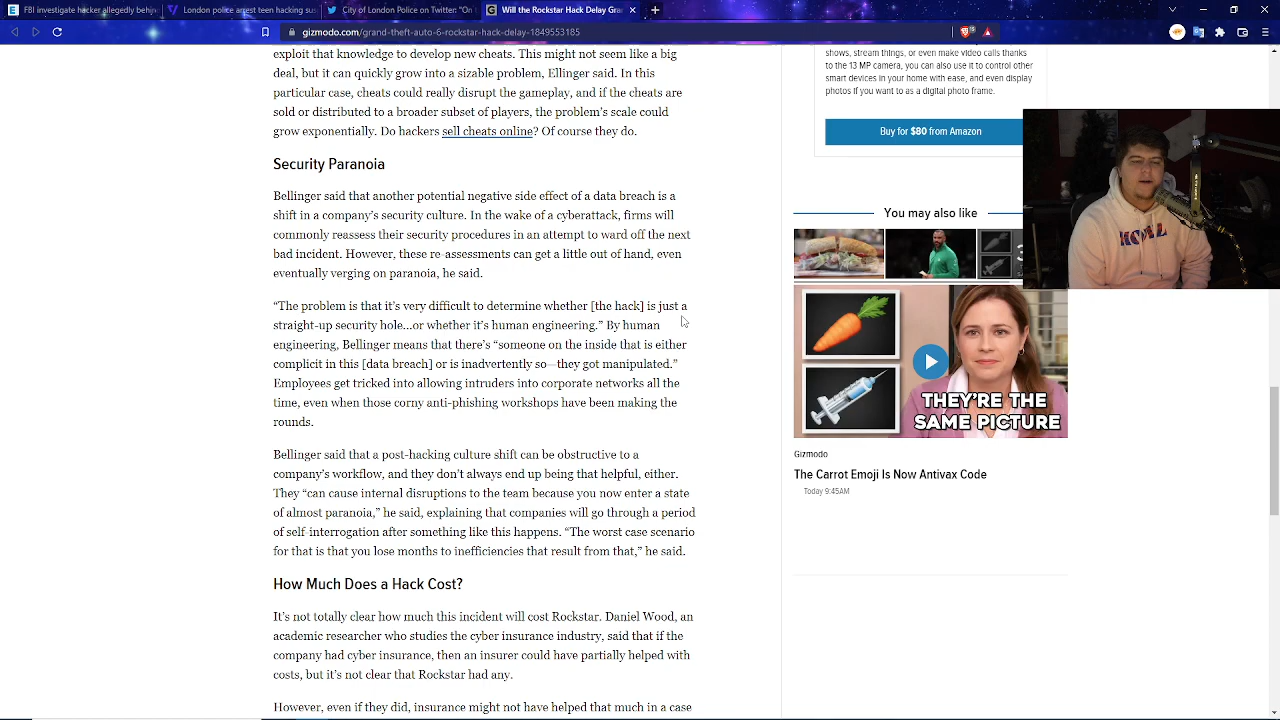 FBI investigate hacker allegedly behi
London police arrest teen hacking sus
City of London Police on Twitter: "On
Will the Rockstar Hack Delay Gran
gizmodo.com/grand-theft-auto-6-rockstar-hack-delay-1849553185
exploit that knowledge to develop new cheats. This might not seem like a big
deal, but it can quickly grow into a sizable problem, Ellinger said. In this
particular case, cheats could really disrupt the gameplay, and if the cheats are
sold or distributed to a broader subset of players, the problem's scale could
grow exponentially. Do hackers sell cheats online? Of course they do.
Security Paranoia
Bellinger said that another potential negative side effect of a data breach is a
shift in a company's security culture. In the wake of a cyberattack, firms will
commonly reassess their security procedures in an attempt to ward off the next
bad incident. However, these re-assessments can get a little out of hand, even
eventually verging on paranoia, he said.
"The problem is that it's very difficult to determine whether [the hack] is just a
straight-up security hole…or whether it's human engineering." By human
engineering, Bellinger means that there's "someone on the inside that is either
complicit in this [data breach] or is inadvertently so—they got manipulated."
Employees get tricked into allowing intruders into corporate networks all the
time, even when those corny anti-phishing workshops have been making the
rounds.
Bellinger said that a post-hacking culture shift can be obstructive to a
company's workflow, and they don't always end up being that helpful, either.
They "can cause internal disruptions to the team because you now enter a state
of almost paranoia," he said, explaining that companies will go through a period
of self-interrogation after something like this happens. "The worst case scenario
for that is that you lose months to inefficiencies that result from that," he said.
How Much Does a Hack Cost?
It's not totally clear how much this incident will cost Rockstar. Daniel Wood, an
academic researcher who studies the cyber insurance industry, said that if the
company had cyber insurance, then an insurer could have partially helped with
costs, but it's not clear that Rockstar had any.
However, even if they did, insurance might not have helped that much in a case
shows, stream things, or even make video calls thanks
to the 13 MP camera, you can also use it to control other
smart devices in your home with ease, and even display
photos if you want to as a digital photo frame.
Buy for $80 from Amazon
You may also like
THEY'RE THE
SAME PICTURE
Gizmodo
The Carrot Emoji Is Now Antivax Code
Today 9:45AM